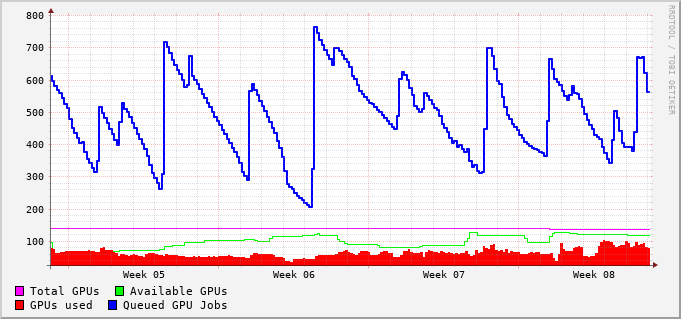 800
700
600
500
400
300
200
100
Week 05 Week 06 Week 07 Week 08
Total GPUs Available GPUs
GPUs used Queued GPU Jobs
RRDTOOL / TOBI OETIKER